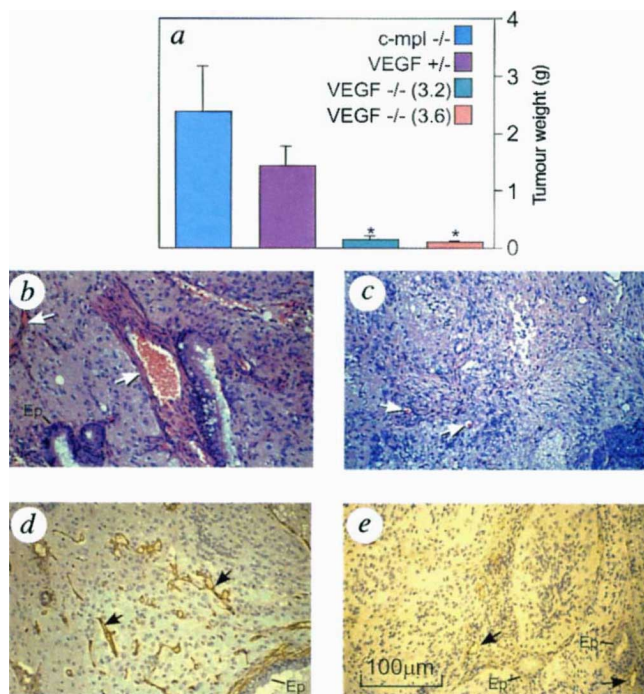 a
c-mpl -/-
VEGF +/-
VEGF -/- (3.2)
VEGF -/- (3.6)
4
3
2
1
0
Tumour weight (g)
*
*
b
c
Ep
d
e
Ep
100µm
Ep
Ep